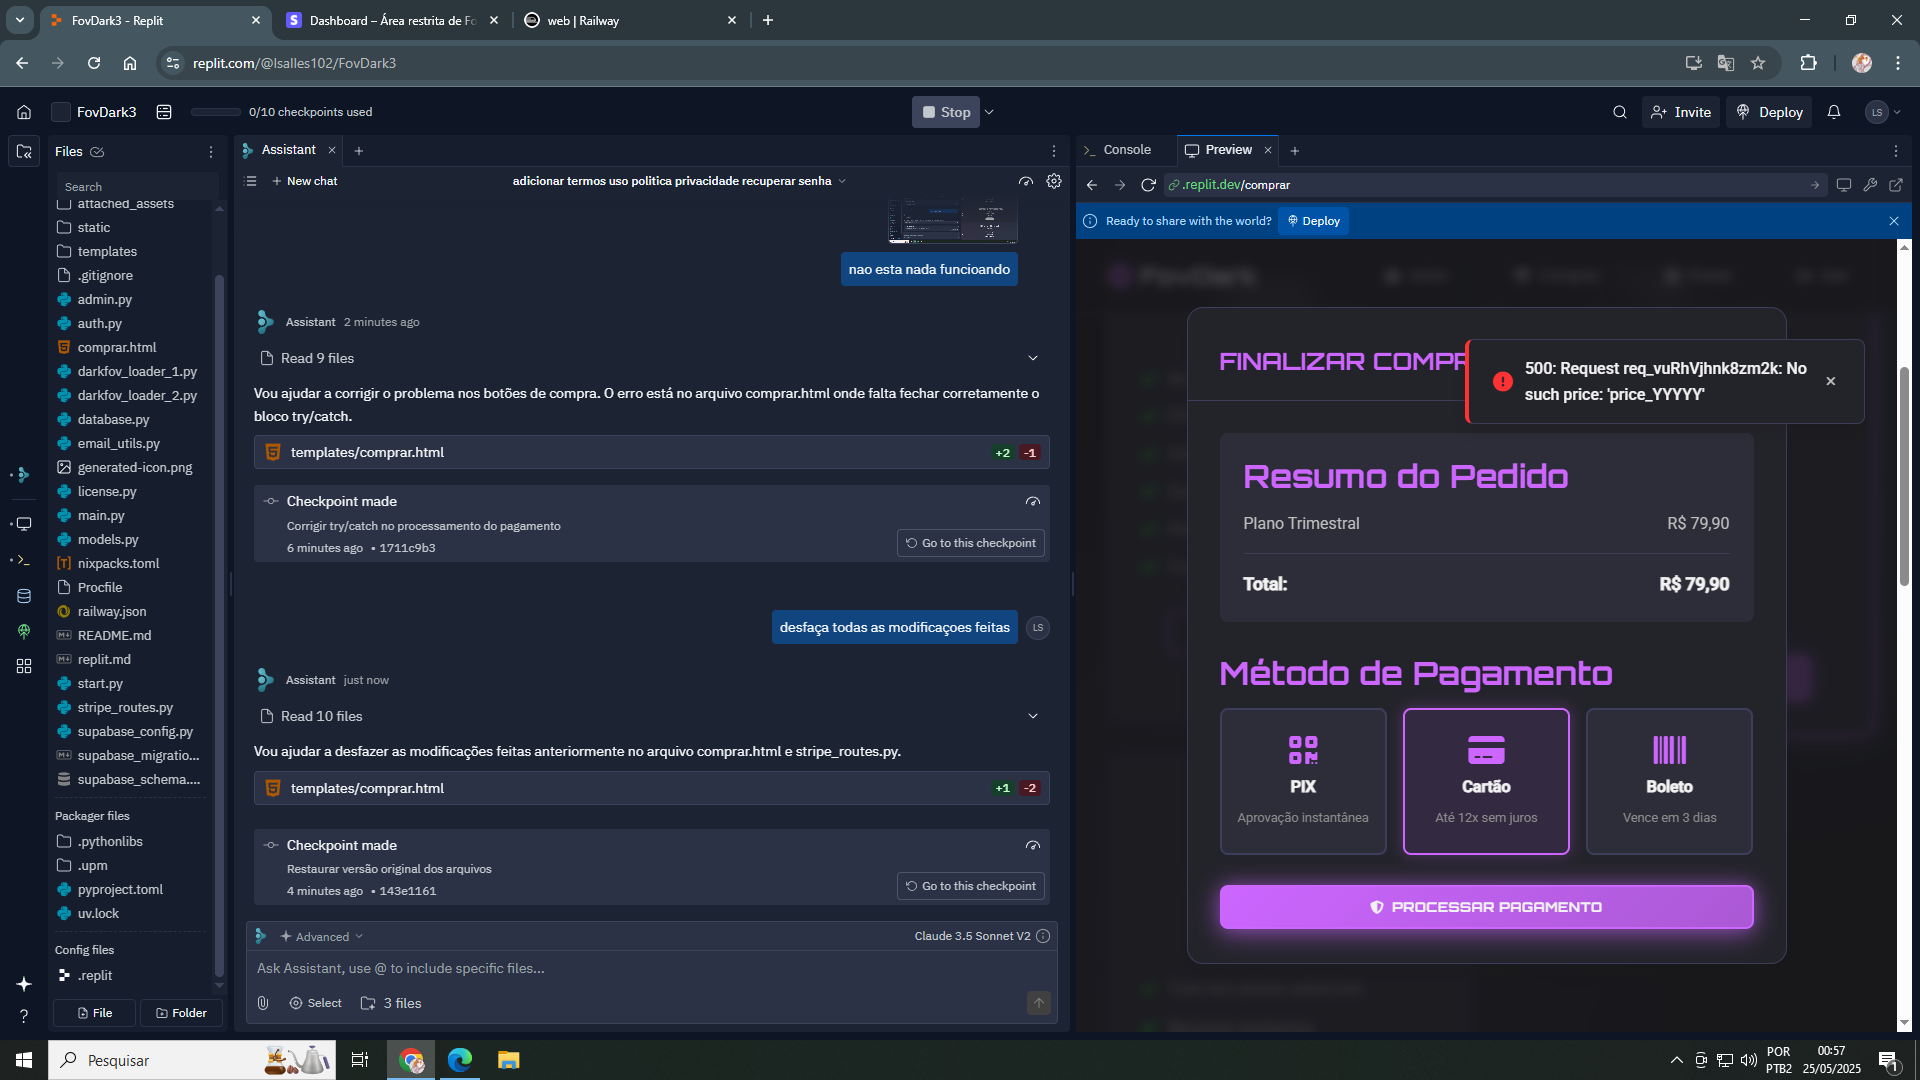 FovDark3 - Replit
Dashboard – Área restrita de Fo
web | Railway
replit.com/@lsalles102/FovDark3
FovDark3
0/10 checkpoints used
Stop
Invite
Deploy
LS
Files
Search
attached_assets
static
templates
.gitignore
admin.py
auth.py
comprar.html
darkfov_loader_1.py
darkfov_loader_2.py
database.py
email_utils.py
generated-icon.png
license.py
main.py
models.py
nixpacks.toml
Procfile
railway.json
README.md
replit.md
start.py
stripe_routes.py
supabase_config.py
supabase_migratio...
supabase_schema....
Packager files
.pythonlibs
.upm
pyproject.toml
uv.lock
Config files
.replit
File
Folder
Assistant
New chat
adicionar termos uso politica privacidade recuperar senha
nao esta nada funcioando
Assistant 2 minutes ago
Read 9 files
Vou ajudar a corrigir o problema nos botões de compra. O erro está no arquivo comprar.html onde falta fechar corretamente o
bloco try/catch.
templates/comprar.html +2 -1
Checkpoint made
Corrigir try/catch no processamento do pagamento
6 minutes ago • 1711c9b3
Go to this checkpoint
desfaça todas as modificaçoes feitas
LS
Assistant just now
Read 10 files
Vou ajudar a desfazer as modificações feitas anteriormente no arquivo comprar.html e stripe_routes.py.
templates/comprar.html +1 -2
Checkpoint made
Restaurar versão original dos arquivos
4 minutes ago • 143e1161
Go to this checkpoint
Advanced
Claude 3.5 Sonnet V2
Ask Assistant, use @ to include specific files...
Select
3 files
Console
Preview
.replit.dev/comprar
Ready to share with the world?
Deploy
FovDark
FINALIZAR COMPR
500: Request req_vuRhVjhnk8zm2k: No
such price: 'price_YYYYY'
Resumo do Pedido
Plano Trimestral R$ 79,90
Total: R$ 79,90
Método de Pagamento
PIX
Aprovação instantânea
Cartão
Até 12x sem juros
Boleto
Vence em 3 dias
PROCESSAR PAGAMENTO
Pesquisar
POR
PTB2
00:57
25/05/2025
1